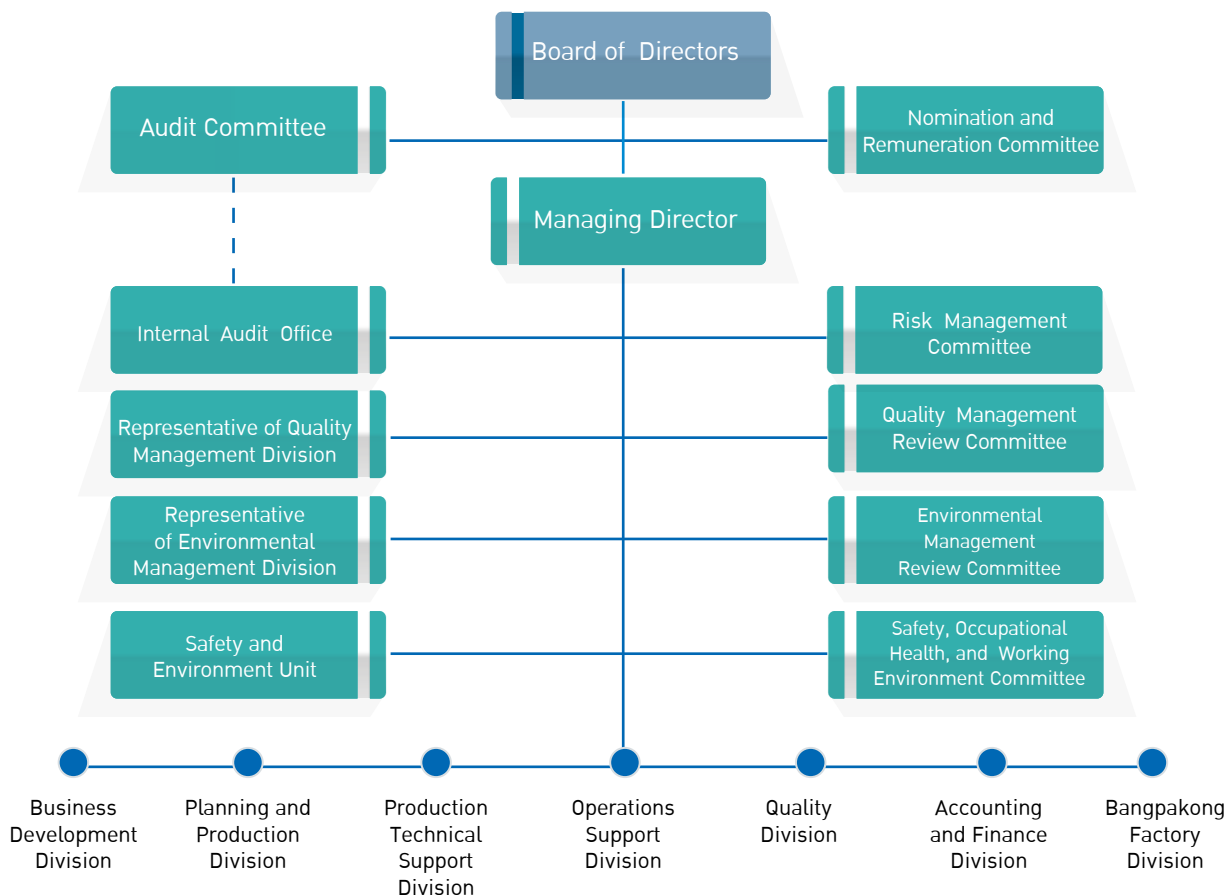 Board of Directors
Audit Committee
Nomination and
Remuneration Committee
Managing Director
Internal Audit Office
Risk Management
Committee
Representative of Quality
Management Division
Quality Management
Review Committee
Representative
of Environmental
Management Division
Environmental
Management
Review Committee
Safety and
Environment Unit
Safety, Occupational
Health, and Working
Environment Committee
Business
Development
Division
Planning and
Production
Division
Production
Technical
Support
Division
Operations
Support
Division
Quality
Division
Accounting
and Finance
Division
Bangpakong
Factory
Division